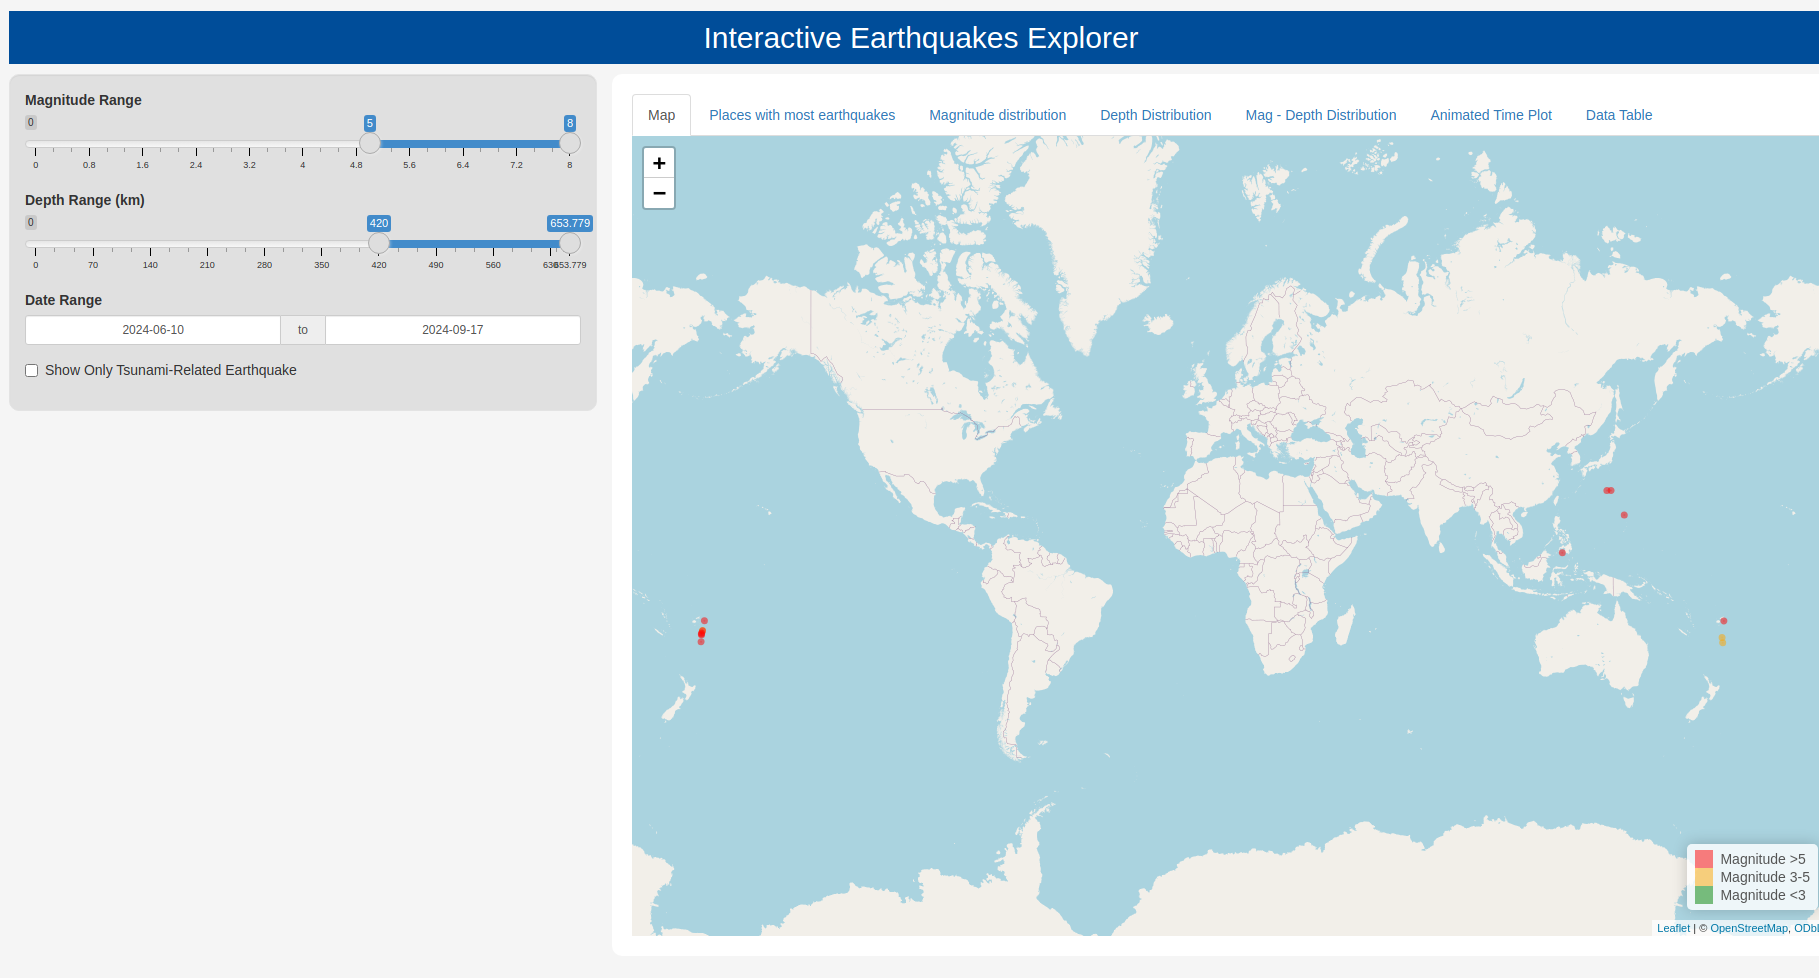 Interactive Earthquakes Explorer
Magnitude Range
0 5 8
0 0.8 1.6 2.4 3.2 4 4.8 5.6 6.4 7.2 8
Depth Range (km)
0 420 653.779
0 70 140 210 280 350 420 490 560 653.779
Date Range
2024-06-10 to 2024-09-17
Show Only Tsunami-Related Earthquake
Map Places with most earthquakes Magnitude distribution Depth Distribution Mag - Depth Distribution Animated Time Plot Data Table
+
−
Magnitude >5
Magnitude 3-5
Magnitude <3
Leaflet | © OpenStreetMap,